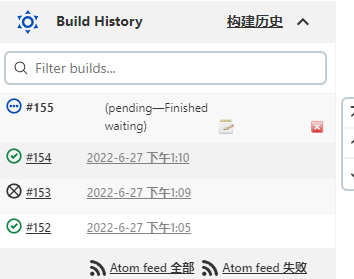 Build History 构建历史
Filter builds...
#155 (pending—Finished
waiting)
#154 2022-6-27 下午1:10
#153 2022-6-27 下午1:09
#152 2022-6-27 下午1:05
Atom feed 全部 Atom feed 失败